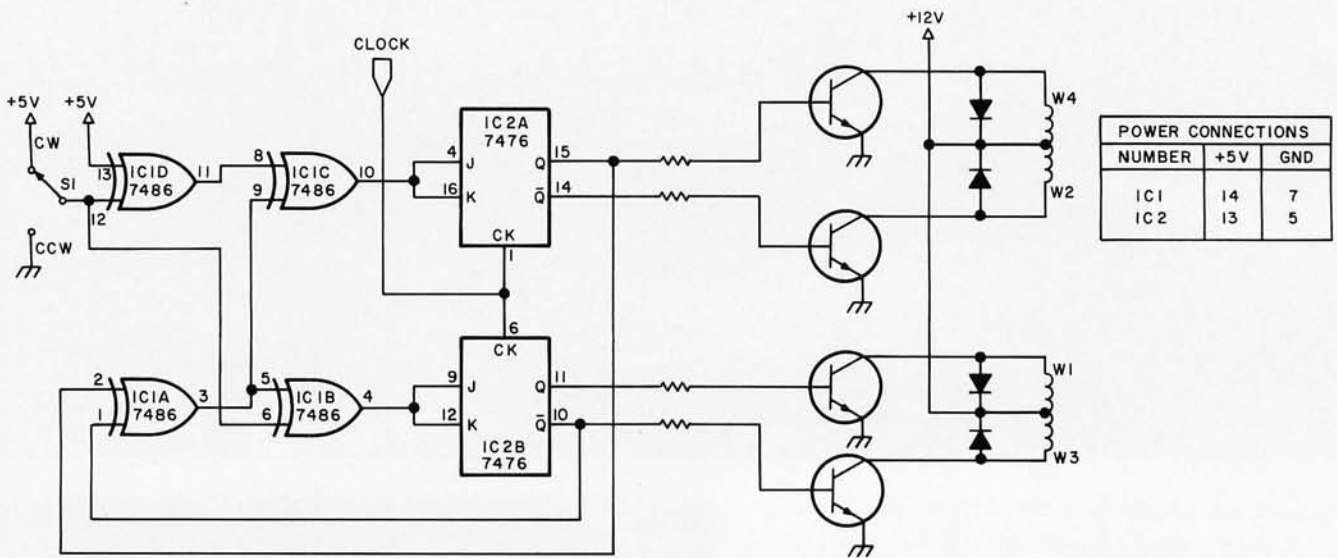 CLOCK
+12V
+5V
+5V
CW
S1
CCW
13
12
IC1D
7486
11
8
9
IC1C
7486
10
4
16
IC2A
7476
J
K
Q
Q̅
CK
15
14
1
2
1
IC1A
7486
3
5
6
IC1B
7486
4
9
12
6
CK
J
K
Q
Q̅
IC2B
7476
11
10
W4
W2
W1
W3
POWER CONNECTIONS
NUMBER +5V GND
IC1 14 7
IC2 13 5